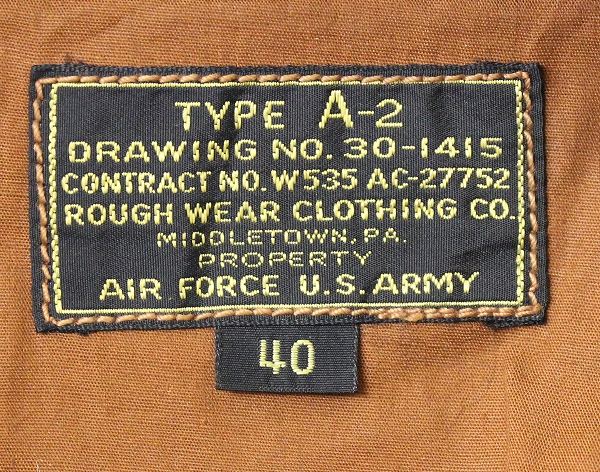 TYPE A-2
DRAWING NO. 30-1415
CONTRACT NO. W535 AC-27752
ROUGH WEAR CLOTHING CO.
MIDDLETOWN, PA.
PROPERTY
AIR FORCE U.S. ARMY
40